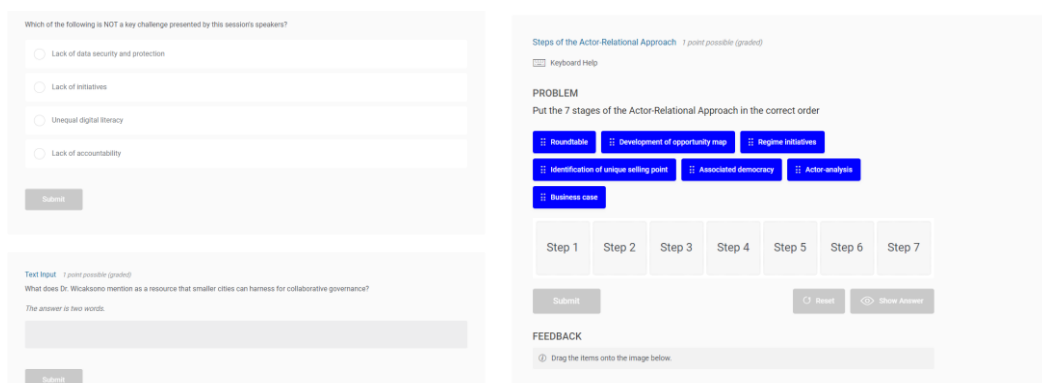 Which of the following is NOT a key challenge presented by this session's speakers?
Lack of data security and protection
Lack of initiatives
Unequal digital literacy
Lack of accountability
Submit
Text Input 1 point possible (graded)
What does Dr. Wicaksono mention as a resource that smaller cities can harness for collaborative governance?
The answer is two words.
Submit
Steps of the Actor-Relational Approach 1 point possible (graded)
Keyboard Help
PROBLEM
Put the 7 stages of the Actor-Relational Approach in the correct order
Roundtable Development of opportunity map Regime initiatives
Identification of unique selling point Associated democracy Actor-analysis
Business case
Step 1 Step 2 Step 3 Step 4 Step 5 Step 6 Step 7
Submit Reset Show Answer
FEEDBACK
Drag the items onto the image below.